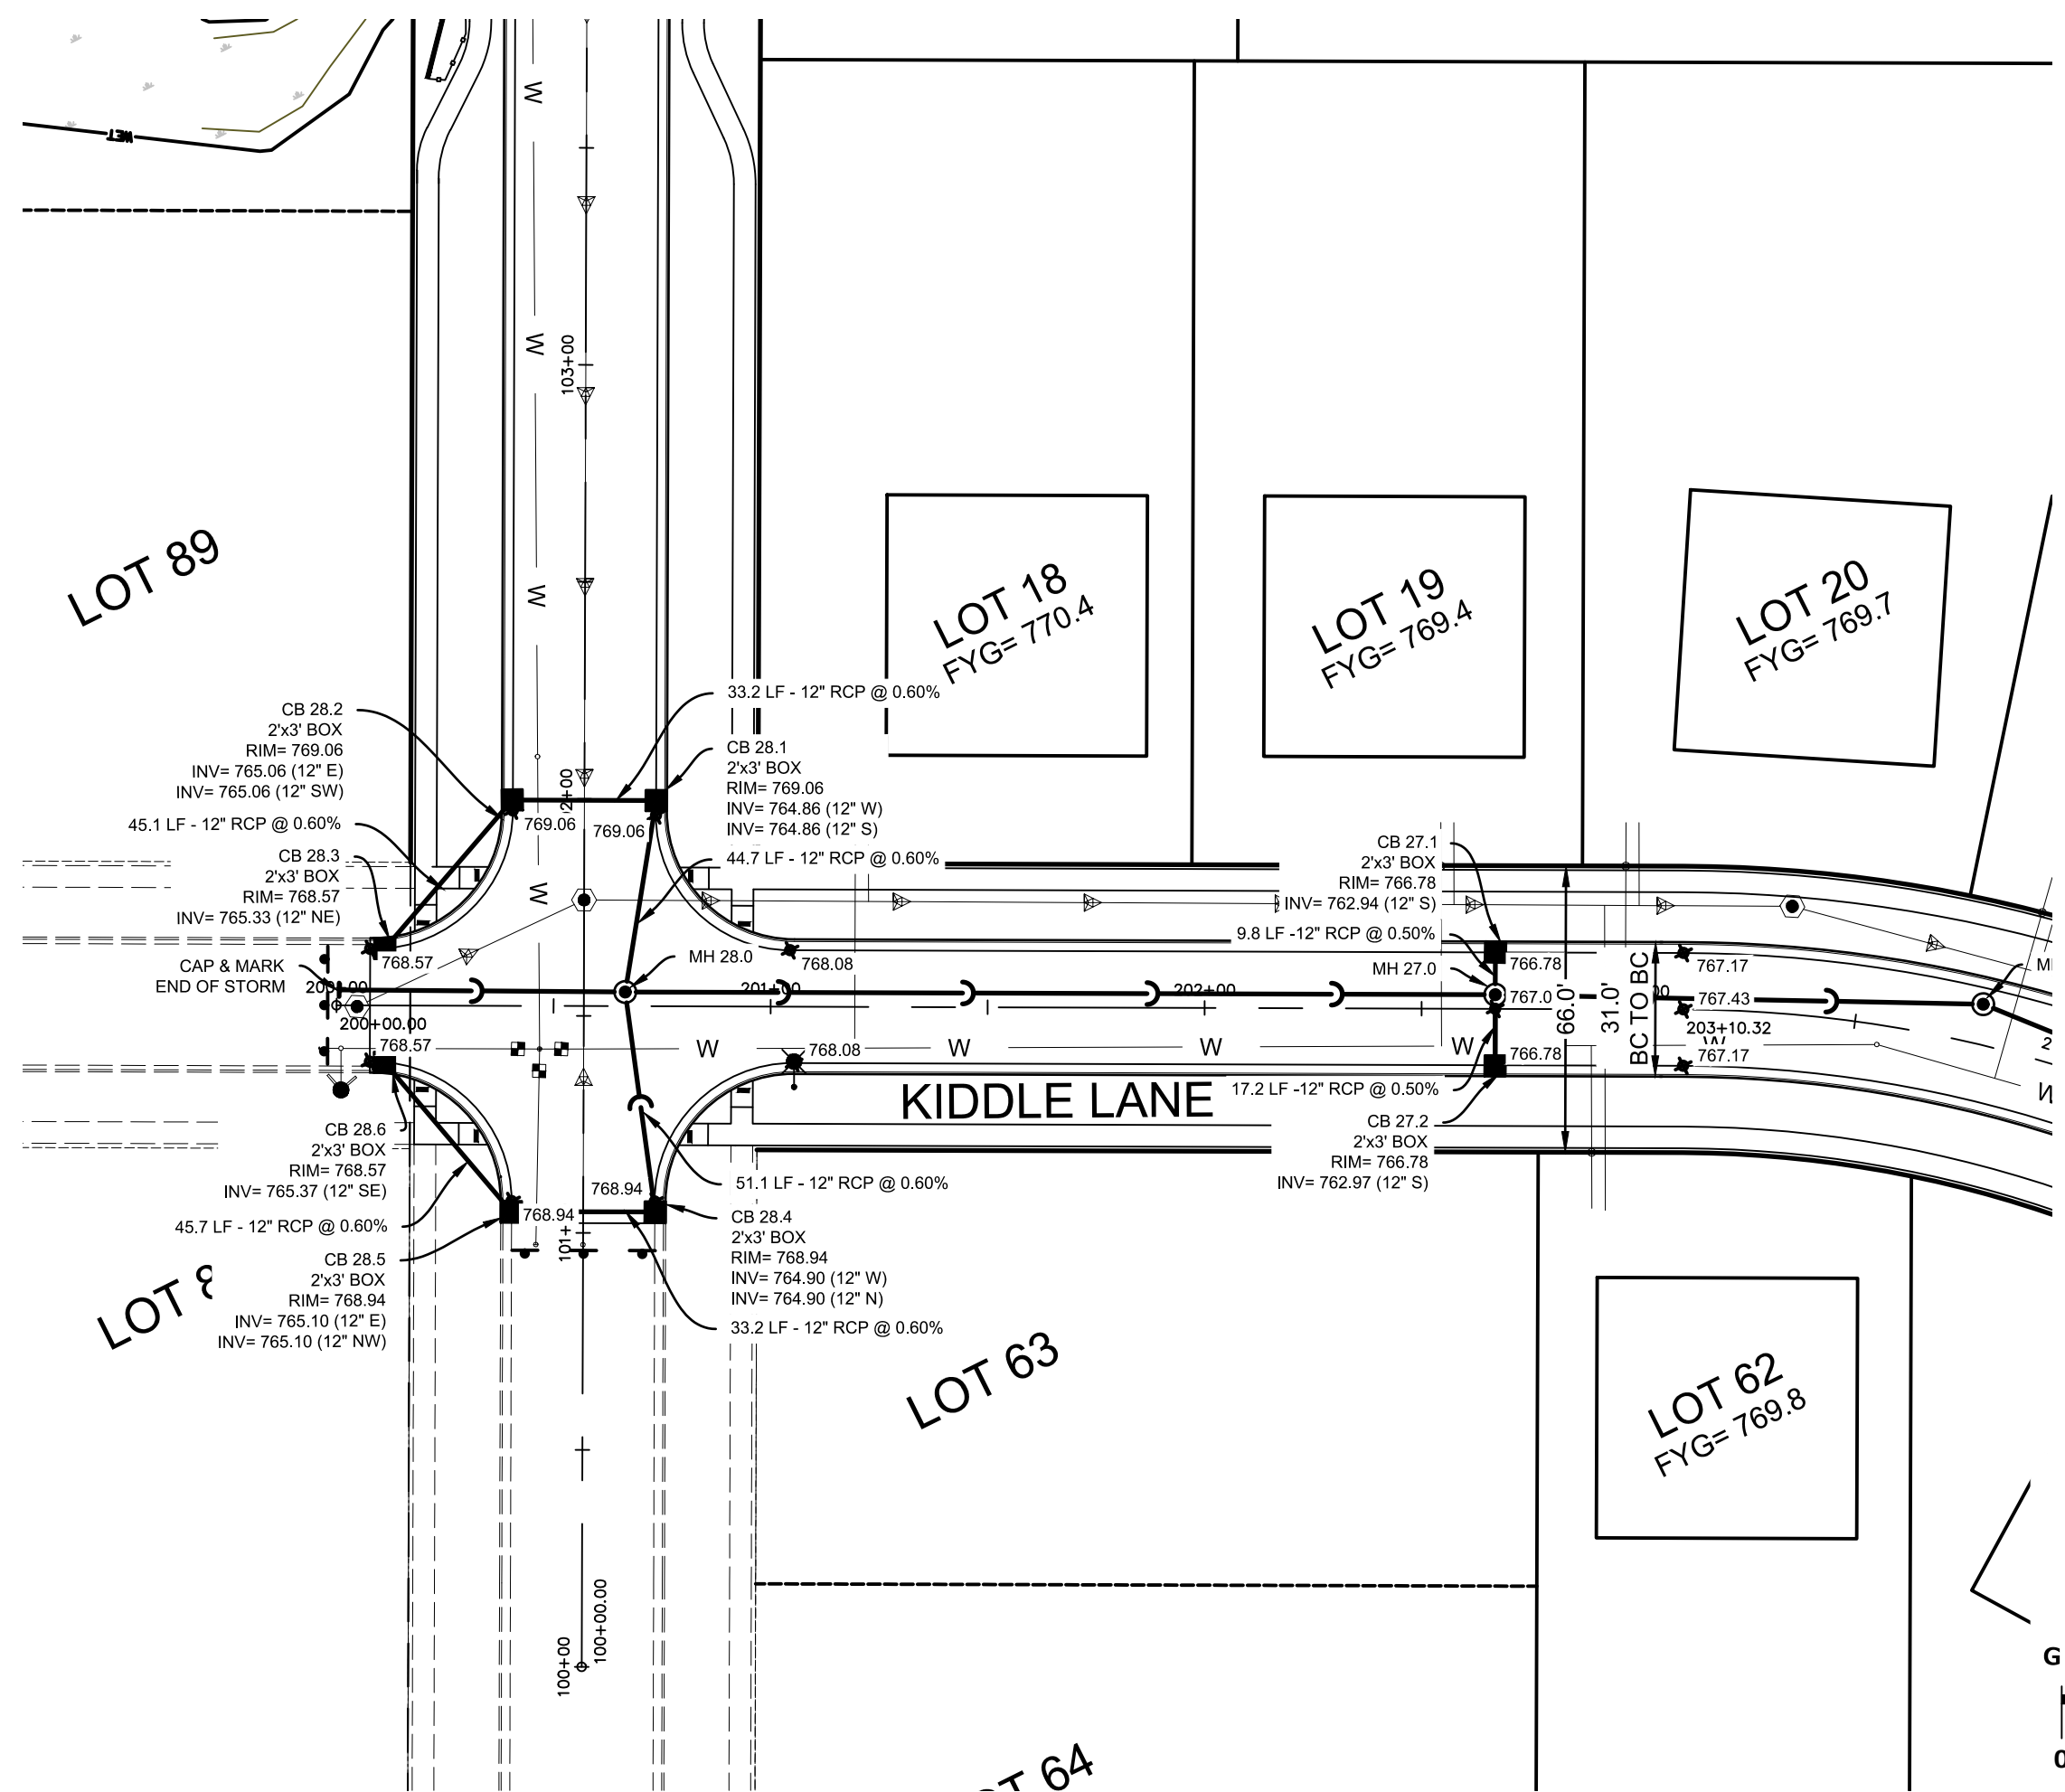 WET
W
W
103+00
W
LOT 89
LOT 18
FYG= 770.4
LOT 19
FYG= 769.4
LOT 20
FYG= 769.7
33.2 LF - 12" RCP @ 0.60%
CB 28.2
2'x3' BOX
RIM= 769.06
INV= 765.06 (12" E)
INV= 765.06 (12" SW)
CB 28.1
2'x3' BOX
RIM= 769.06
INV= 764.86 (12" W)
INV= 764.86 (12" S)
2+00
769.06
769.06
45.1 LF - 12" RCP @ 0.60%
CB 28.3
2'x3' BOX
RIM= 768.57
INV= 765.33 (12" NE)
44.7 LF - 12" RCP @ 0.60%
W
CB 27.1
2'x3' BOX
RIM= 766.78
INV= 762.94 (12" S)
9.8 LF -12" RCP @ 0.50%
MH 28.0
768.08
768.57
CAP & MARK
END OF STORM
MH 27.0
766.78
767.17
201+00
202+00
767.0
767.43
66.0'
31.0'
BC TO BC
200+00.00
203+10.32
768.57
W
W
W
W
W
768.08
766.78
767.17
KIDDLE LANE
17.2 LF -12" RCP @ 0.50%
CB 27.2
2'x3' BOX
RIM= 766.78
INV= 762.97 (12" S)
CB 28.6
2'x3' BOX
RIM= 768.57
INV= 765.37 (12" SE)
51.1 LF - 12" RCP @ 0.60%
768.94
768.94
45.7 LF - 12" RCP @ 0.60%
101+
CB 28.4
2'x3' BOX
RIM= 768.94
INV= 764.90 (12" W)
INV= 764.90 (12" N)
33.2 LF - 12" RCP @ 0.60%
CB 28.5
2'x3' BOX
RIM= 768.94
INV= 765.10 (12" E)
INV= 765.10 (12" NW)
LOT 8
LOT 63
LOT 62
FYG= 769.8
100+00
100+00.00
G
0
64